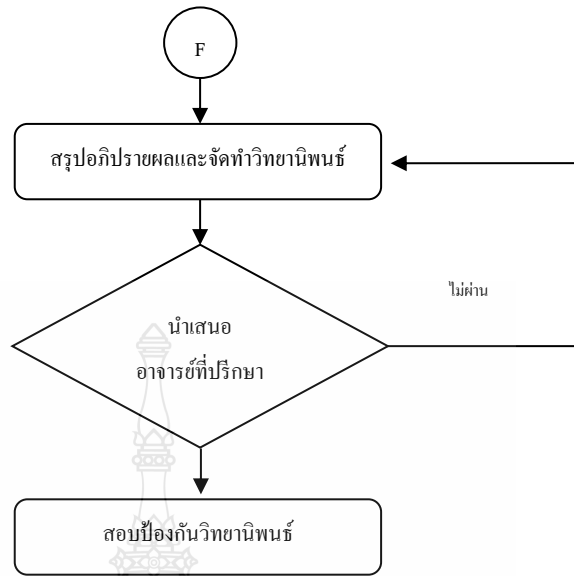 F
สรุปอภิปรายผลและจัดทำวิทยานิพนธ์
ไม่ผ่าน
นำเสนอ
อาจารย์ที่ปรึกษา
สอบป้องกันวิทยานิพนธ์